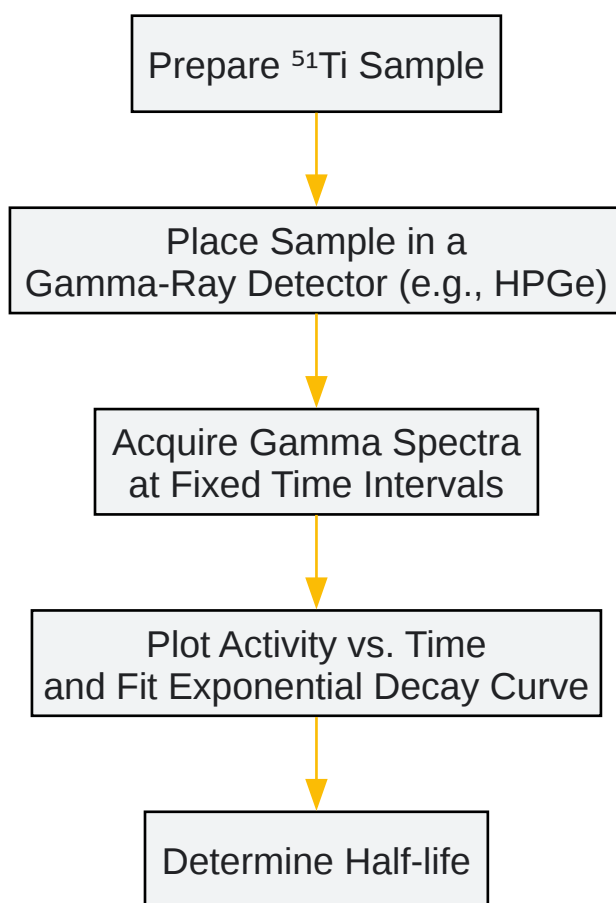 Prepare ⁵¹Ti Sample
Place Sample in a
Gamma-Ray Detector (e.g., HPGe)
Acquire Gamma Spectra
at Fixed Time Intervals
Plot Activity vs. Time
and Fit Exponential Decay Curve
Determine Half-life